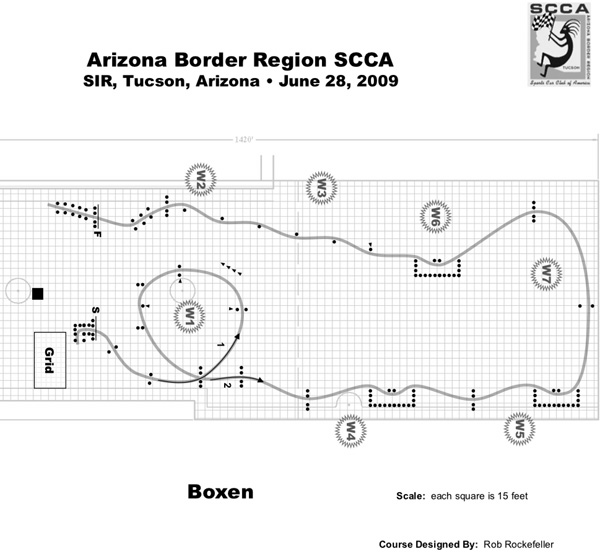 SCCA
ARIZONA BORDER REGION
TUCSON
Sports Car Club of America
Arizona Border Region SCCA
SIR, Tucson, Arizona • June 28, 2009
1420'
W2
W3
W6
F
W7
W1
S
1
Grid
2
W4
W5
Boxen
Scale: each square is 15 feet
Course Designed By: Rob Rockefeller